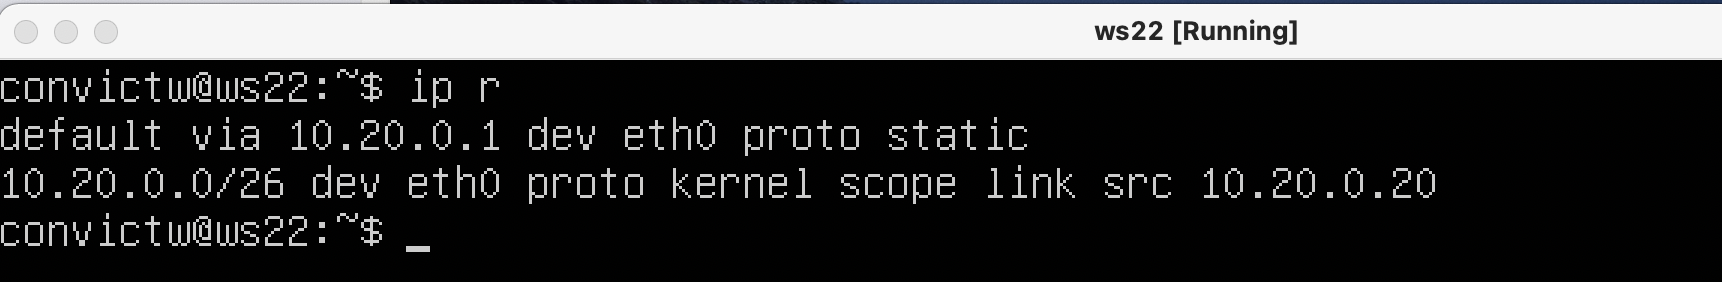 ws22 [Running]
convictw@ws22:~$ ip r
default via 10.20.0.1 dev eth0 proto static
10.20.0.0/26 dev eth0 proto kernel scope link src 10.20.0.20
convictw@ws22:~$ _